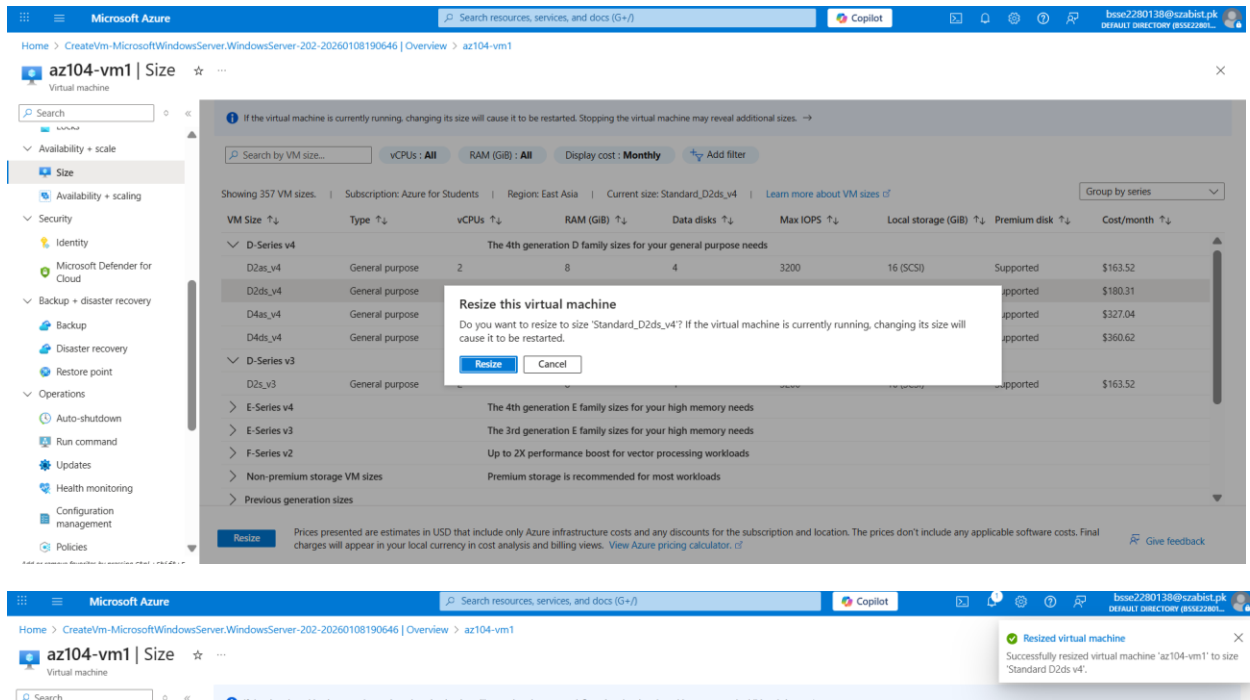 Microsoft Azure
Search resources, services, and docs (G+/)
Copilot
bsse2280138@szabist.pk
DEFAULT DIRECTORY (BSSE22801...
Home > CreateVm-MicrosoftWindowsServer.WindowsServer-202-20260108190646 | Overview > az104-vm1
az104-vm1 | Size
Virtual machine
Search
If the virtual machine is currently running, changing its size will cause it to be restarted. Stopping the virtual machine may reveal additional sizes. →
Locks
Availability + scale
Size
Availability + scaling
Security
Identity
Microsoft Defender for
Cloud
Backup + disaster recovery
Backup
Disaster recovery
Restore point
Operations
Auto-shutdown
Run command
Updates
Health monitoring
Configuration
management
Policies
Search by VM size...
vCPUs : All
RAM (GiB) : All
Display cost : Monthly
Add filter
Showing 357 VM sizes. | Subscription: Azure for Students | Region: East Asia | Current size: Standard_D2ds_v4 | Learn more about VM sizes
Group by series
VM Size ↑↓ Type ↑↓ vCPUs ↑↓ RAM (GiB) ↑↓ Data disks ↑↓ Max IOPS ↑↓ Local storage (GiB) ↑↓ Premium disk ↑↓ Cost/month ↑↓
D-Series v4 The 4th generation D family sizes for your general purpose needs
D2as_v4 General purpose 2 8 4 3200 16 (SCSI) Supported $163.52
D2ds_v4 General purpose upported $180.31
D4as_v4 General purpose upported $327.04
D4ds_v4 General purpose upported $360.62
D-Series v3
D2s_v3 General purpose $163.52
E-Series v4 The 4th generation E family sizes for your high memory needs
E-Series v3 The 3rd generation E family sizes for your high memory needs
F-Series v2 Up to 2X performance boost for vector processing workloads
Non-premium storage VM sizes Premium storage is recommended for most workloads
Previous generation sizes
Resize this virtual machine
Do you want to resize to size 'Standard_D2ds_v4'? If the virtual machine is currently running, changing its size will
cause it to be restarted.
Resize
Cancel
Resize
Prices presented are estimates in USD that include only Azure infrastructure costs and any discounts for the subscription and location. The prices don't include any applicable software costs. Final
charges will appear in your local currency in cost analysis and billing views. View Azure pricing calculator.
Give feedback
Microsoft Azure
Search resources, services, and docs (G+/)
Copilot
1
bsse2280138@szabist.pk
DEFAULT DIRECTORY (BSSE22801...
Home > CreateVm-MicrosoftWindowsServer.WindowsServer-202-20260108190646 | Overview > az104-vm1
az104-vm1 | Size
Virtual machine
Search
Resized virtual machine
Successfully resized virtual machine 'az104-vm1' to size
'Standard D2ds v4'.